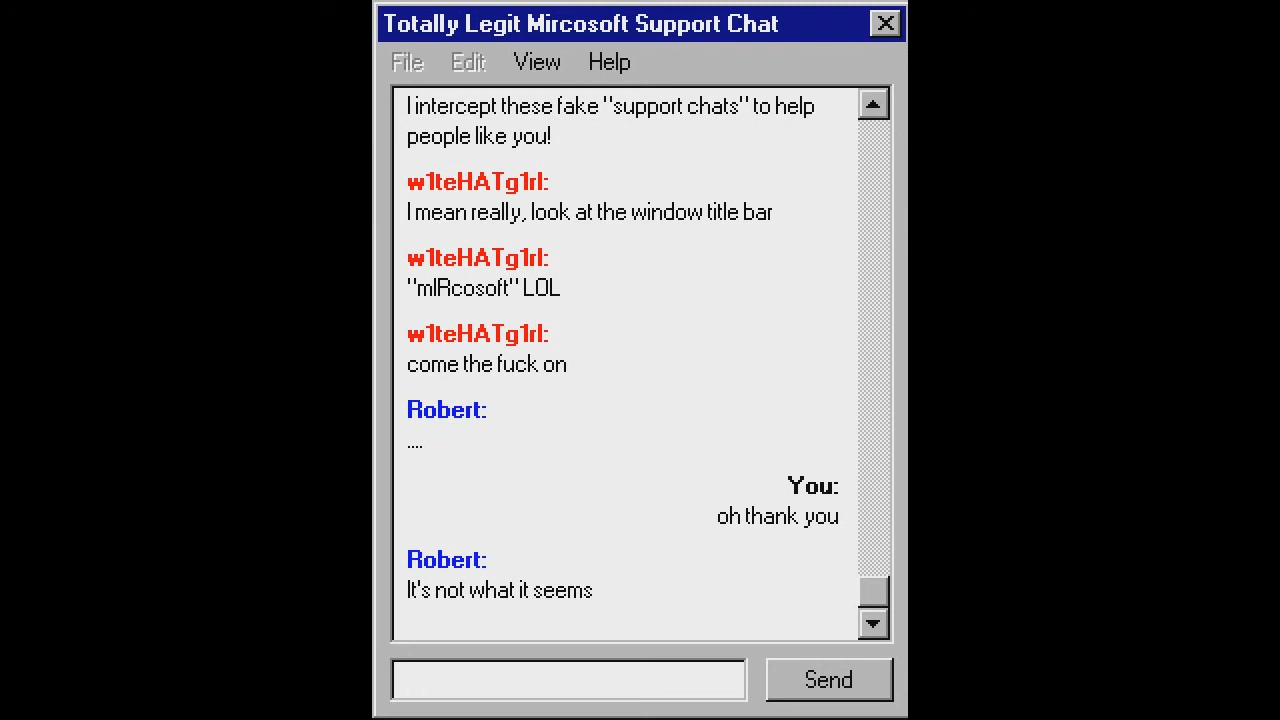 Totally Legit Mircosoft Support Chat
File Edit View Help
I intercept these fake "support chats" to help
people like you!
w1teHATg1rl:
I mean really, look at the window title bar
w1teHATg1rl:
"mIRcosoft" LOL
w1teHATg1rl:
come the fuck on
Robert:
....
You:
oh thank you
Robert:
It's not what it seems
Send